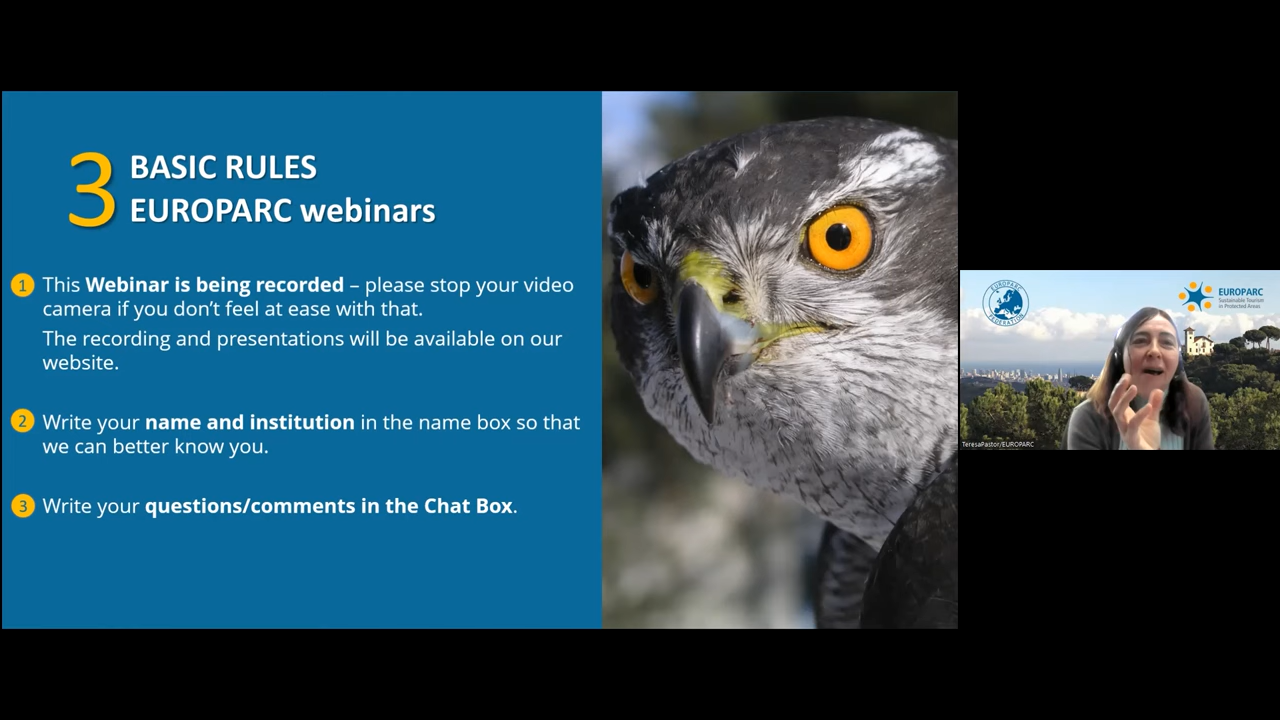 3 BASIC RULES
EUROPARC webinars
1 This Webinar is being recorded – please stop your video
camera if you don't feel at ease with that.
The recording and presentations will be available on our
website.
2 Write your name and institution in the name box so that
we can better know you.
3 Write your questions/comments in the Chat Box.
EUROPARC
FEDERATION
EUROPARC
Sustainable Tourism
in Protected Areas
TeresaPastor/EUROPARC